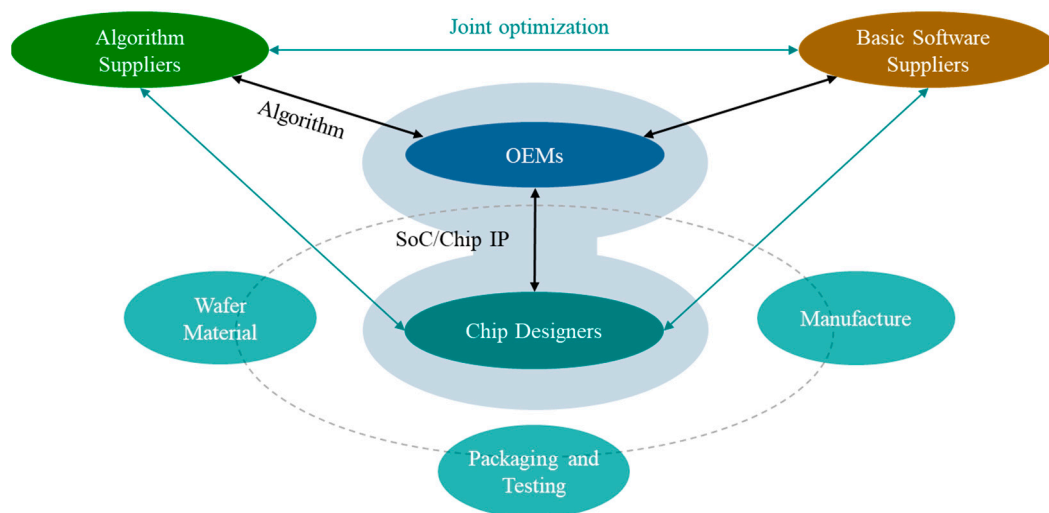 Joint optimization
Algorithm
Suppliers
Basic Software
Suppliers
Algorithm
OEMs
SoC/Chip IP
Wafer
Material
Chip Designers
Manufacture
Packaging and
Testing